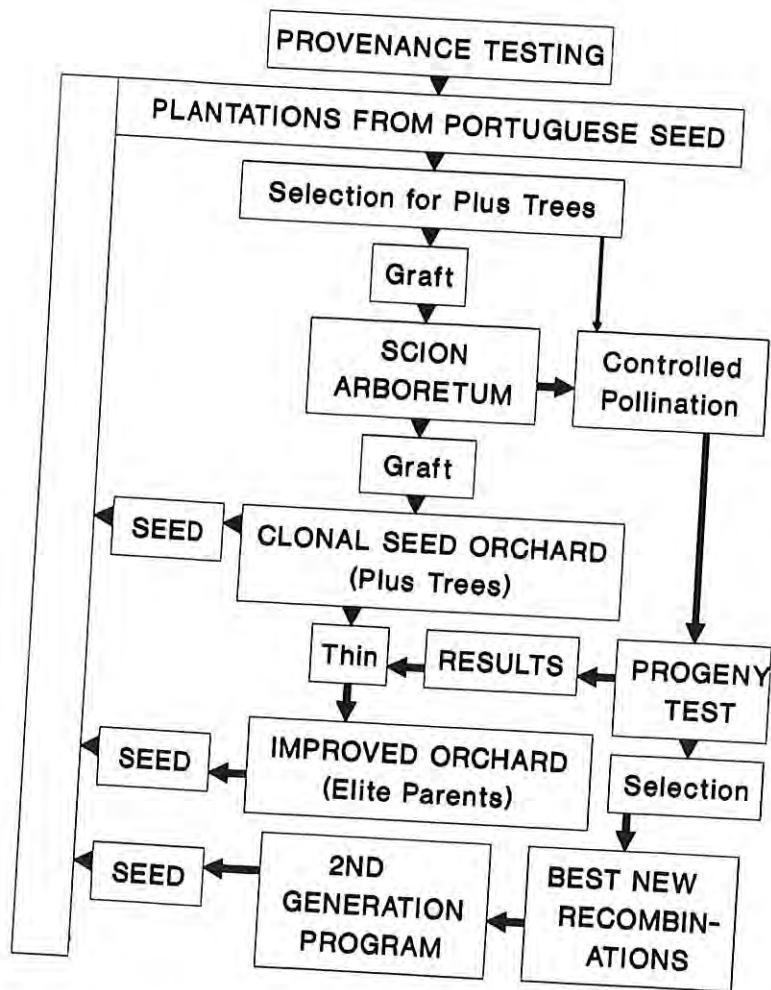 PROVENANCE TESTING
PLANTATIONS FROM PORTUGUESE SEED
Selection for Plus Trees
Graft
SCION
ARBORETUM
Controlled
Pollination
Graft
SEED
CLONAL SEED ORCHARD
(Plus Trees)
Thin
RESULTS
PROGENY
TEST
SEED
IMPROVED ORCHARD
(Elite Parents)
Selection
SEED
2ND
GENERATION
PROGRAM
BEST NEW
RECOMBIN-
ATIONS